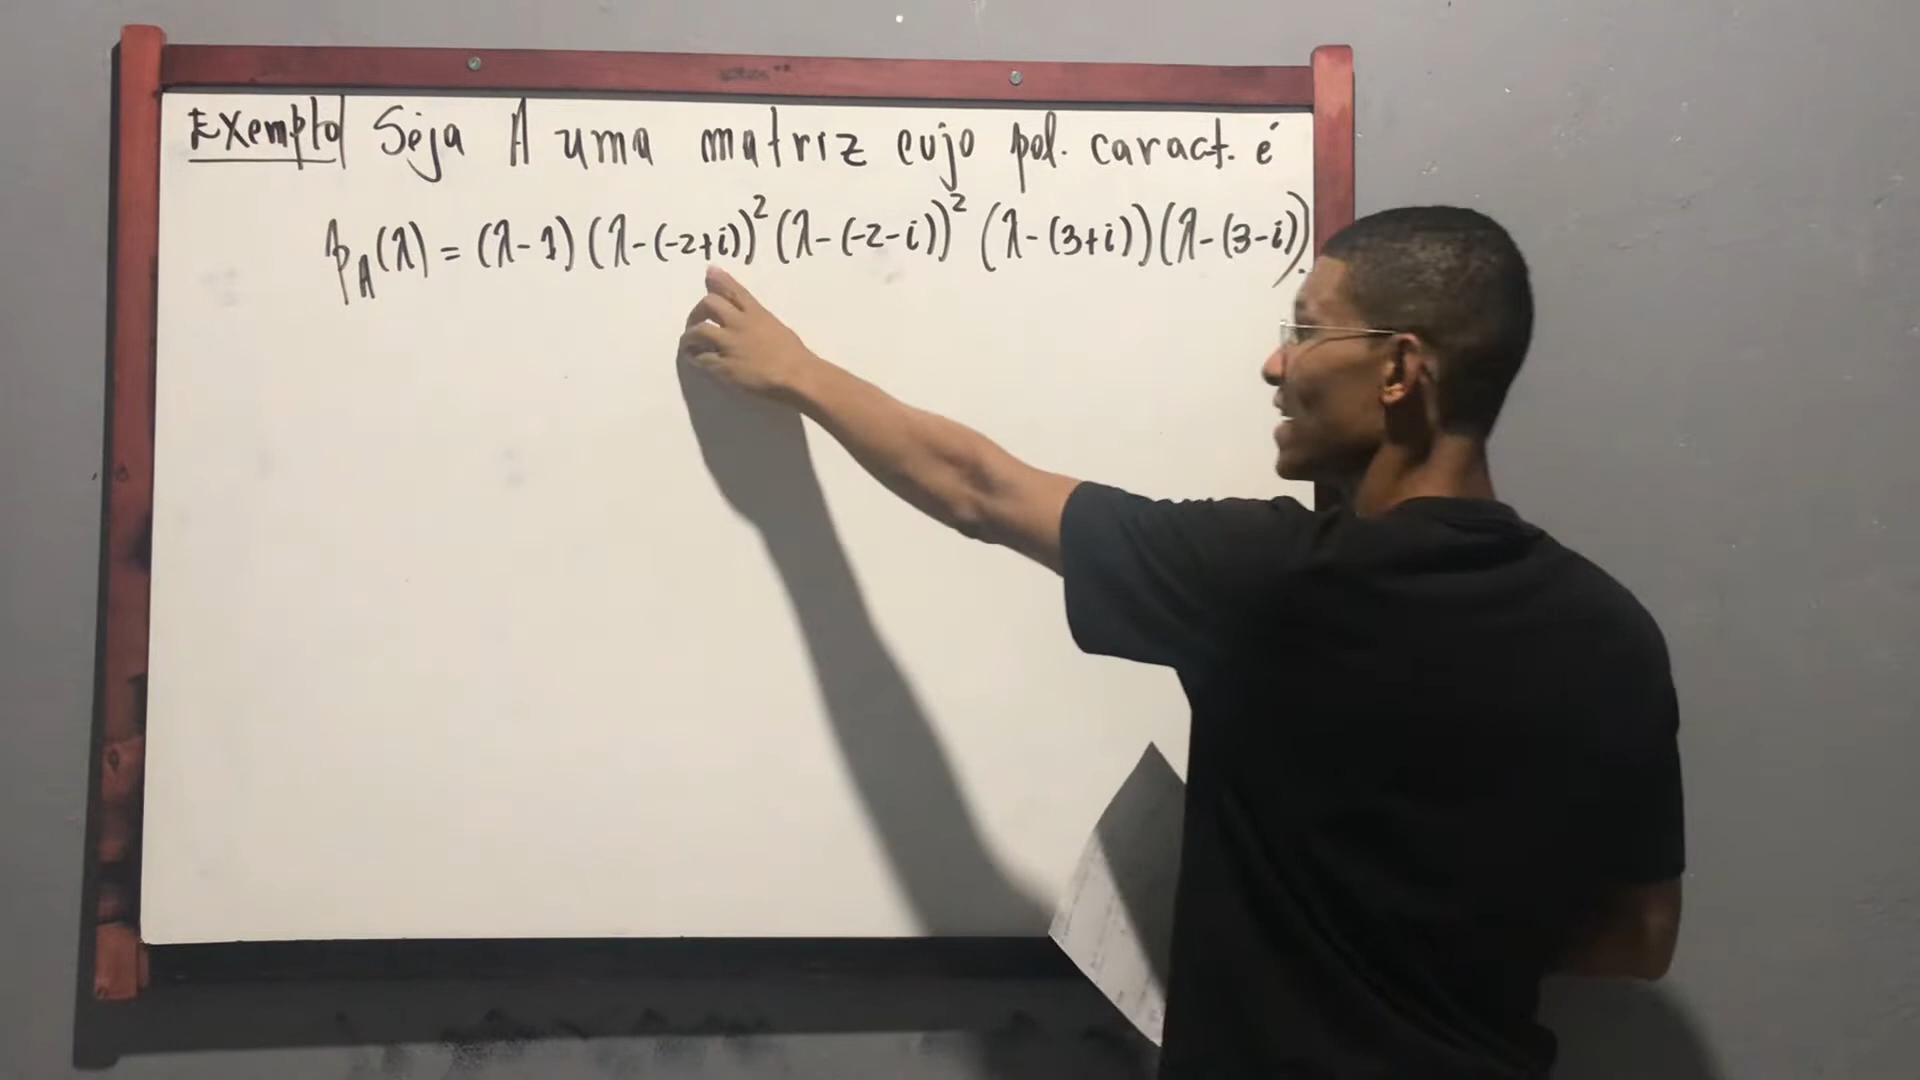 Exemplo Seja A uma matriz cujo pol. caract. é
p_A(λ) = (λ-1)(λ-(-2+i))²(λ-(-2-i))²(λ-(3+i))(λ-(3-i)).